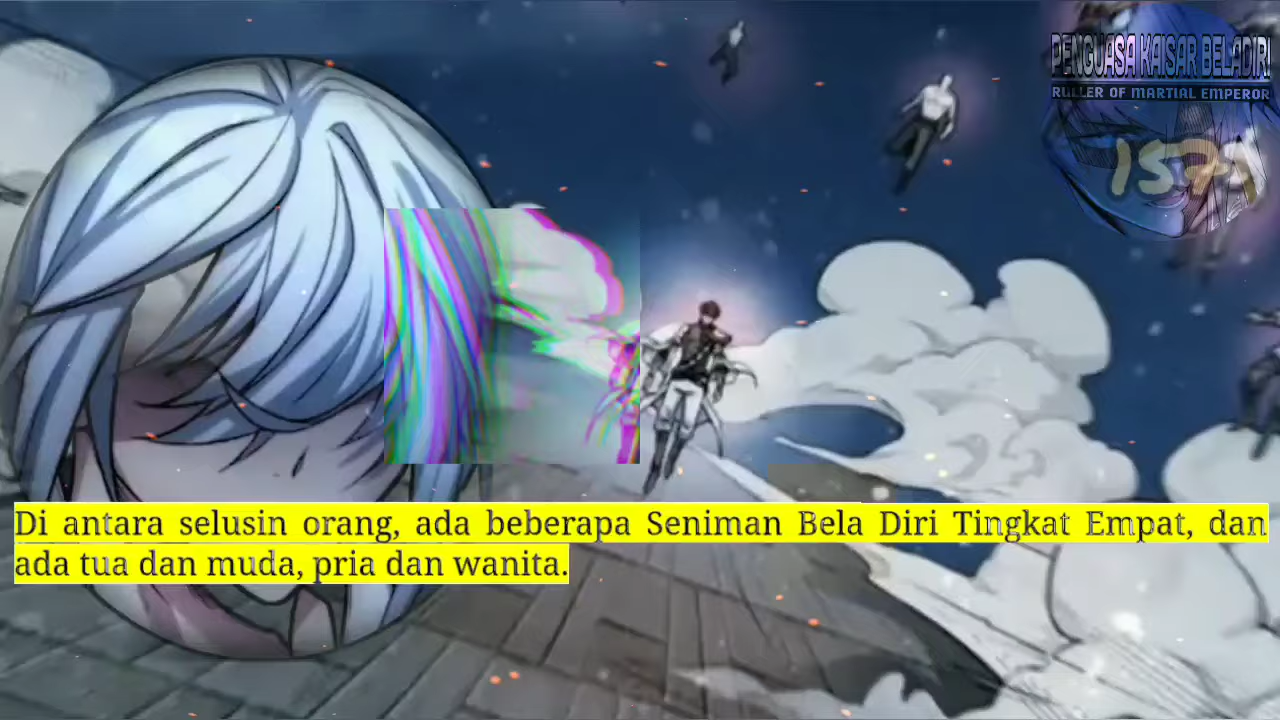 PENGUASA KAISAR BELADIRI
RULLER OF MARTIAL EMPEROR
Di antara selusin orang, ada beberapa Seniman Bela Diri Tingkat Empat, dan
ada tua dan muda, pria dan wanita.